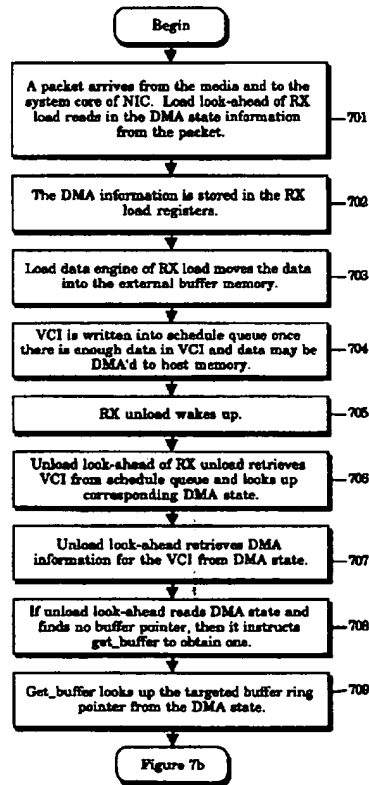 Begin
A packet arrives from the media and to the
system core of NIC. Load look-ahead of RX
load reads in the DMA state information
from the packet.
701
The DMA information is stored in the RX
load registers.
702
Load data engine of RX load moves the data
into the external buffer memory.
703
VCI is written into schedule queue once
there is enough data in VCI and data may be
DMA'd to host memory.
704
RX unload wakes up.
705
Unload look-ahead of RX unload retrieves
VCI from schedule queue and looks up
corresponding DMA state.
706
Unload look-ahead retrieves DMA
information for the VCI from DMA state.
707
If unload look-ahead reads DMA state and
finds no buffer pointer, then it instructs
get_buffer to obtain one.
708
Get_buffer looks up the targeted buffer ring
pointer from the DMA state.
709
Figure 7b